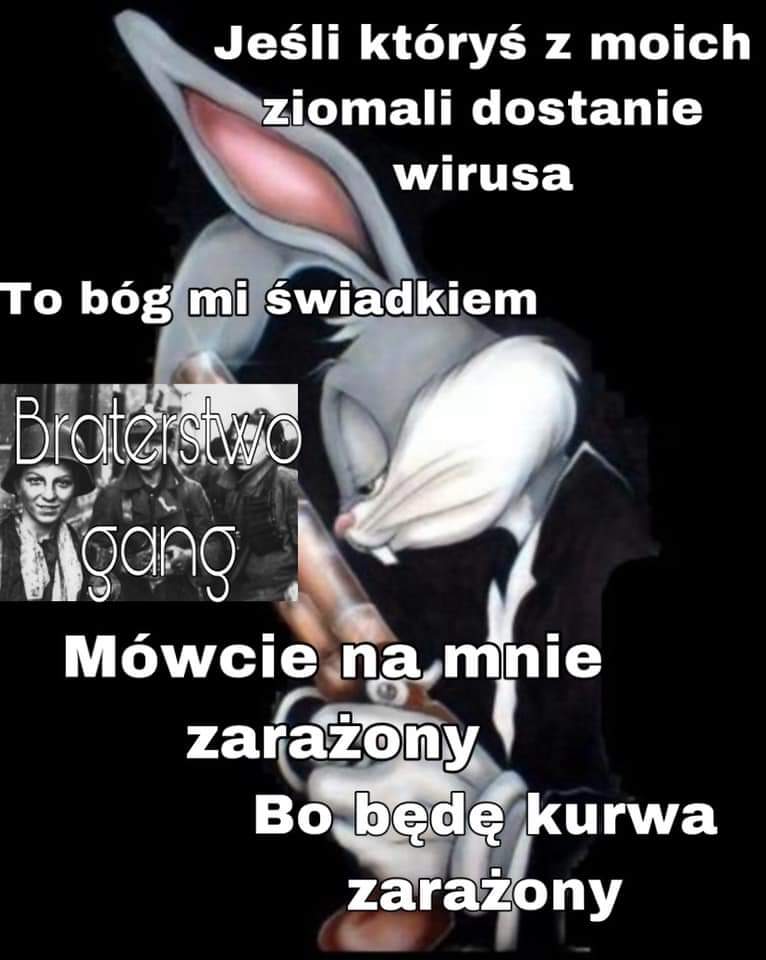 Jeśli któryś z moich
ziomali dostanie
wirusa
To bóg mi świadkiem
Braterstwo
gang
Mówcie na mnie
zarażony
Bo będę kurwa
zarażony